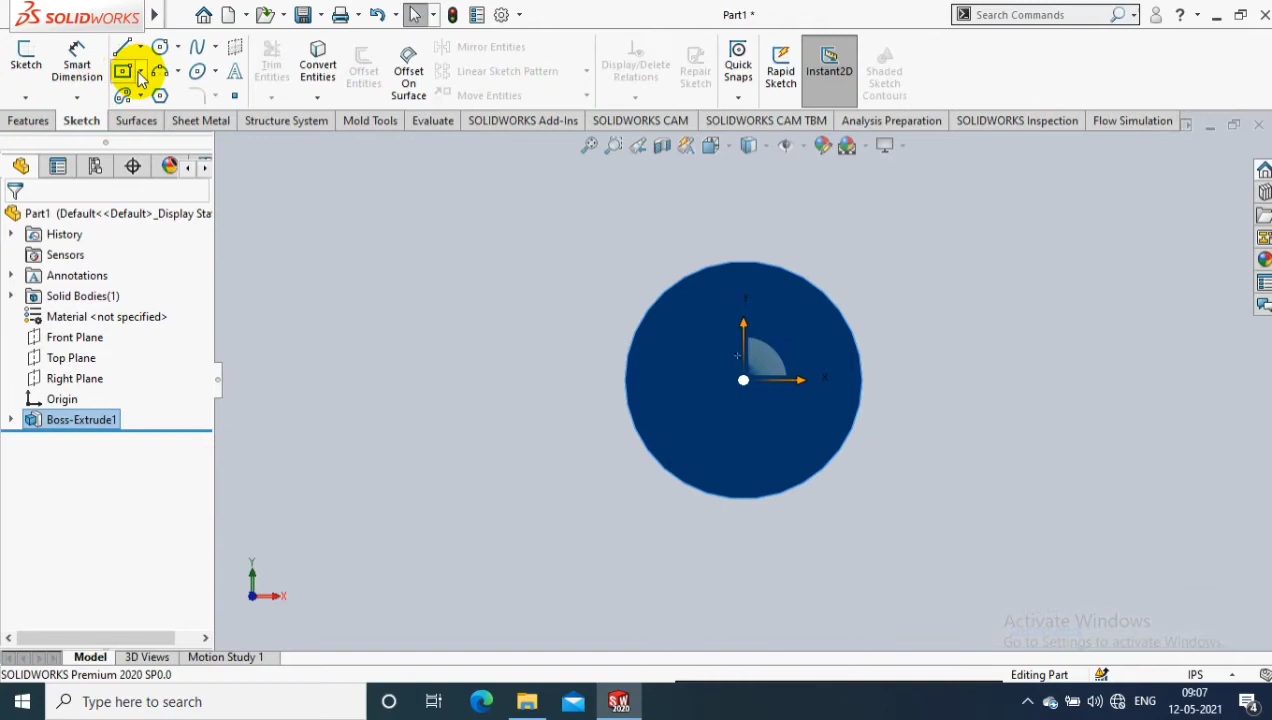 SOLIDWORKS
Part1 *
Search Commands
Sketch
Smart Dimension
Trim Entities
Convert Entities
Offset Entities
Offset On Surface
Mirror Entities
Linear Sketch Pattern
Move Entities
Display/Delete Relations
Repair Sketch
Quick Snaps
Rapid Sketch
Instant2D
Shaded Sketch Contours
Features
Sketch
Surfaces
Sheet Metal
Structure System
Mold Tools
Evaluate
SOLIDWORKS Add-Ins
SOLIDWORKS CAM
SOLIDWORKS CAM TBM
Analysis Preparation
SOLIDWORKS Inspection
Flow Simulation
Part1 (Default<<Default>_Display Sta
History
Sensors
Annotations
Solid Bodies(1)
Material <not specified>
Front Plane
Top Plane
Right Plane
Origin
Boss-Extrude1
Y
X
Y
X
Activate Windows
Go to Settings to activate Windows.
Model
3D Views
Motion Study 1
SOLIDWORKS Premium 2020 SP0.0
Editing Part
IPS
Type here to search
SW
2020
ENG
09:07
12-05-2021
4